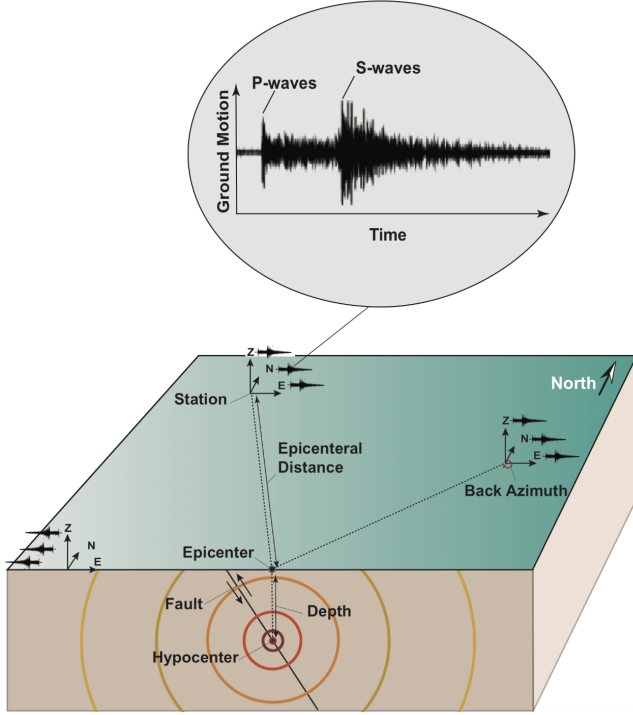 S-waves
P-waves
Ground Motion
Time
Z
N
E
Station
North
Epicenteral
Distance
Z
N
E
Back Azimuth
Z
N
E
Epicenter
Fault
Depth
Hypocenter